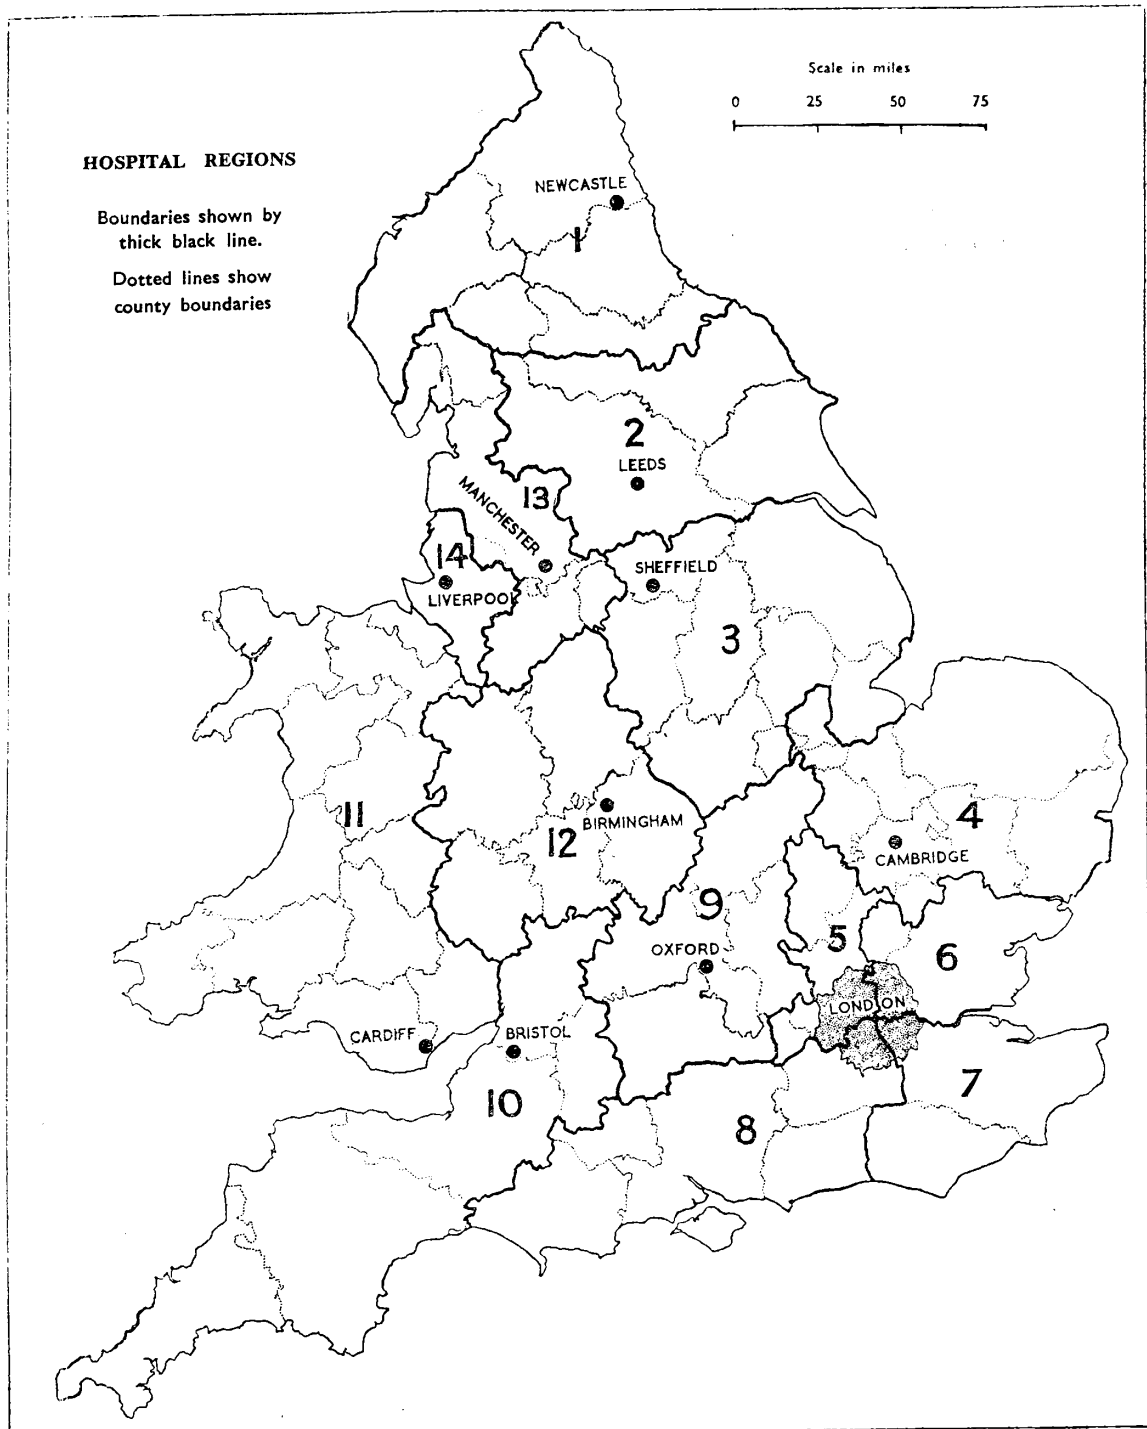 Scale in miles
0 25 50 75
HOSPITAL REGIONS
Boundaries shown by
thick black line.
Dotted lines show
county boundaries
NEWCASTLE
1
2
LEEDS
13
MANCHESTER
14
LIVERPOOL
SHEFFIELD
3
11
12
BIRMINGHAM
4
CAMBRIDGE
9
OXFORD
5
6
LONDON
CARDIFF
BRISTOL
10
7
8